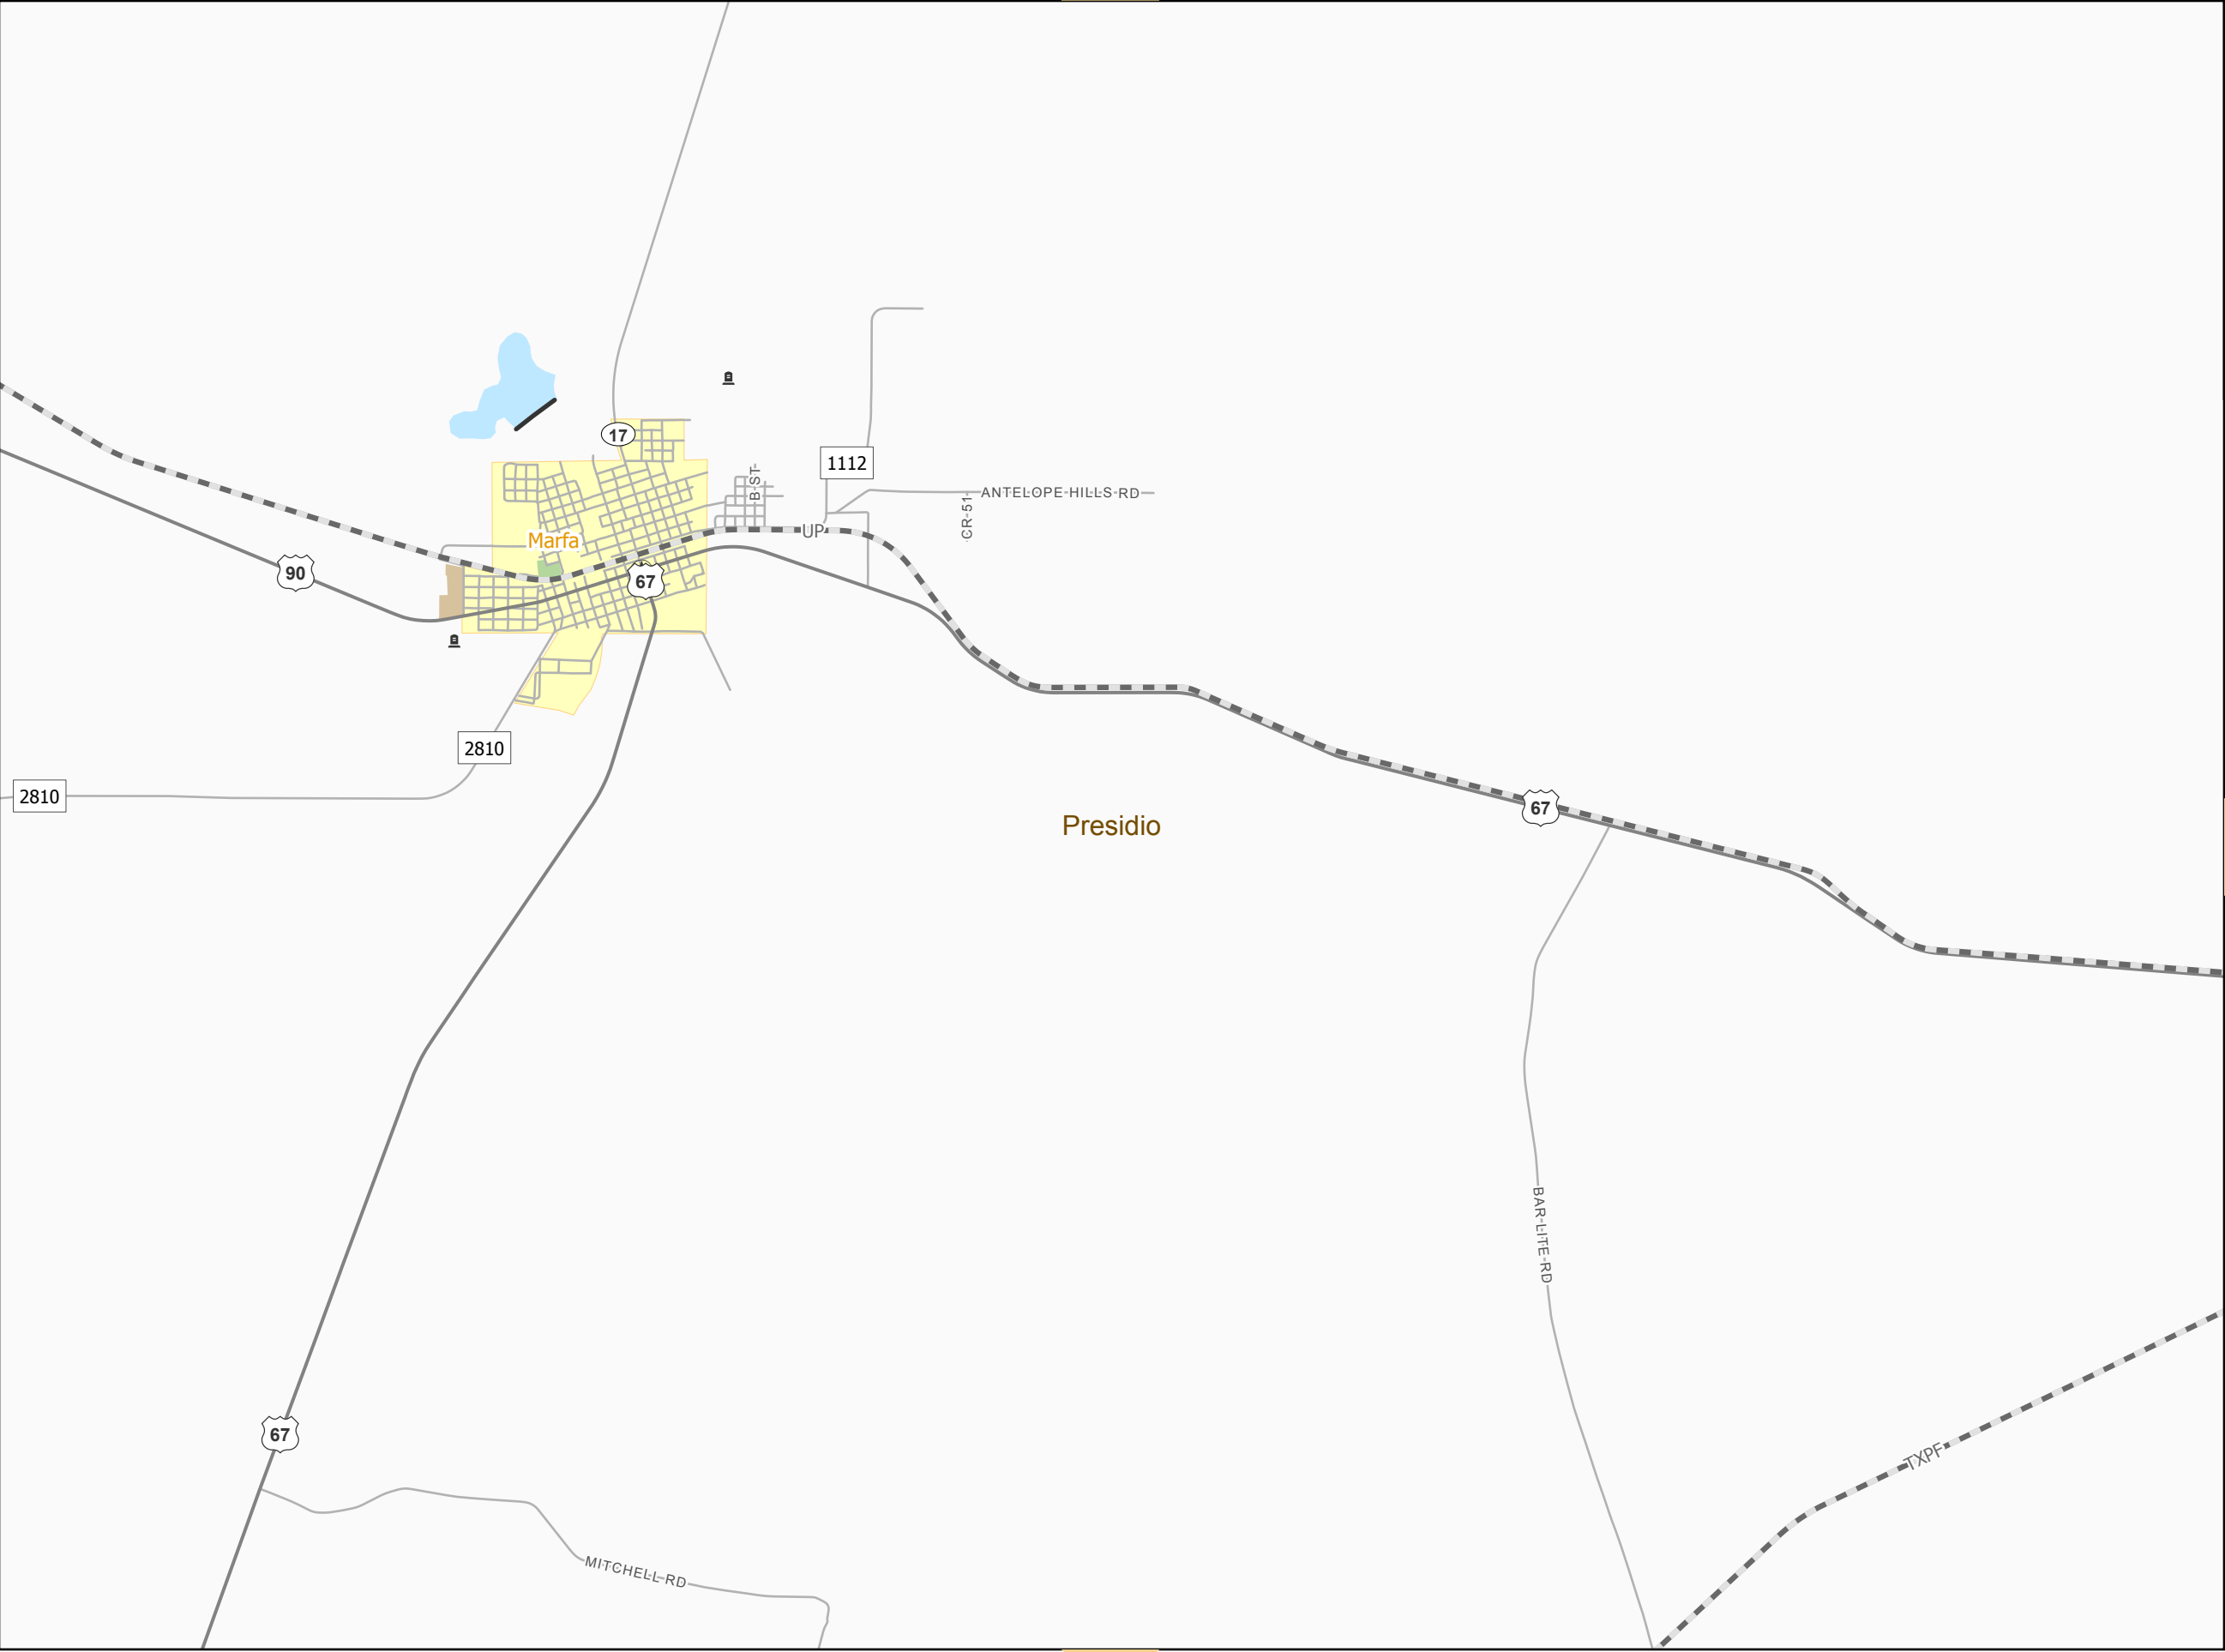 17
1112
B ST
ANTELOPE HILLS RD
CR 51
UP
Marfa
90
67
2810
2810
67
Presidio
BAR-LITE RD
67
TXPF
MITCHELL RD